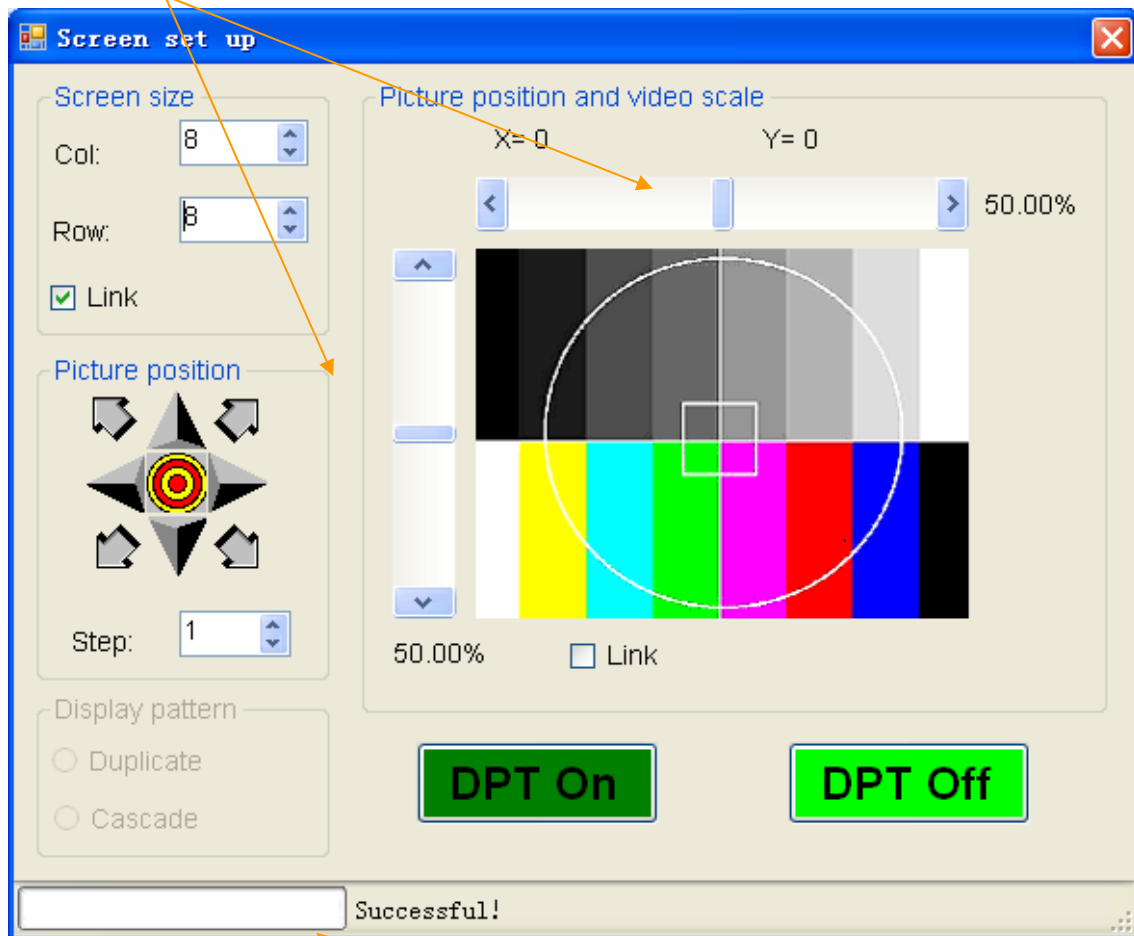 Screen set up
Screen size
Col: 8
Row: 8
Link
Picture position
Step: 1
Display pattern
Duplicate
Cascade
Picture position and video scale
X= 0 Y= 0
50.00%
50.00%
Link
DPT On
DPT Off
Successful!